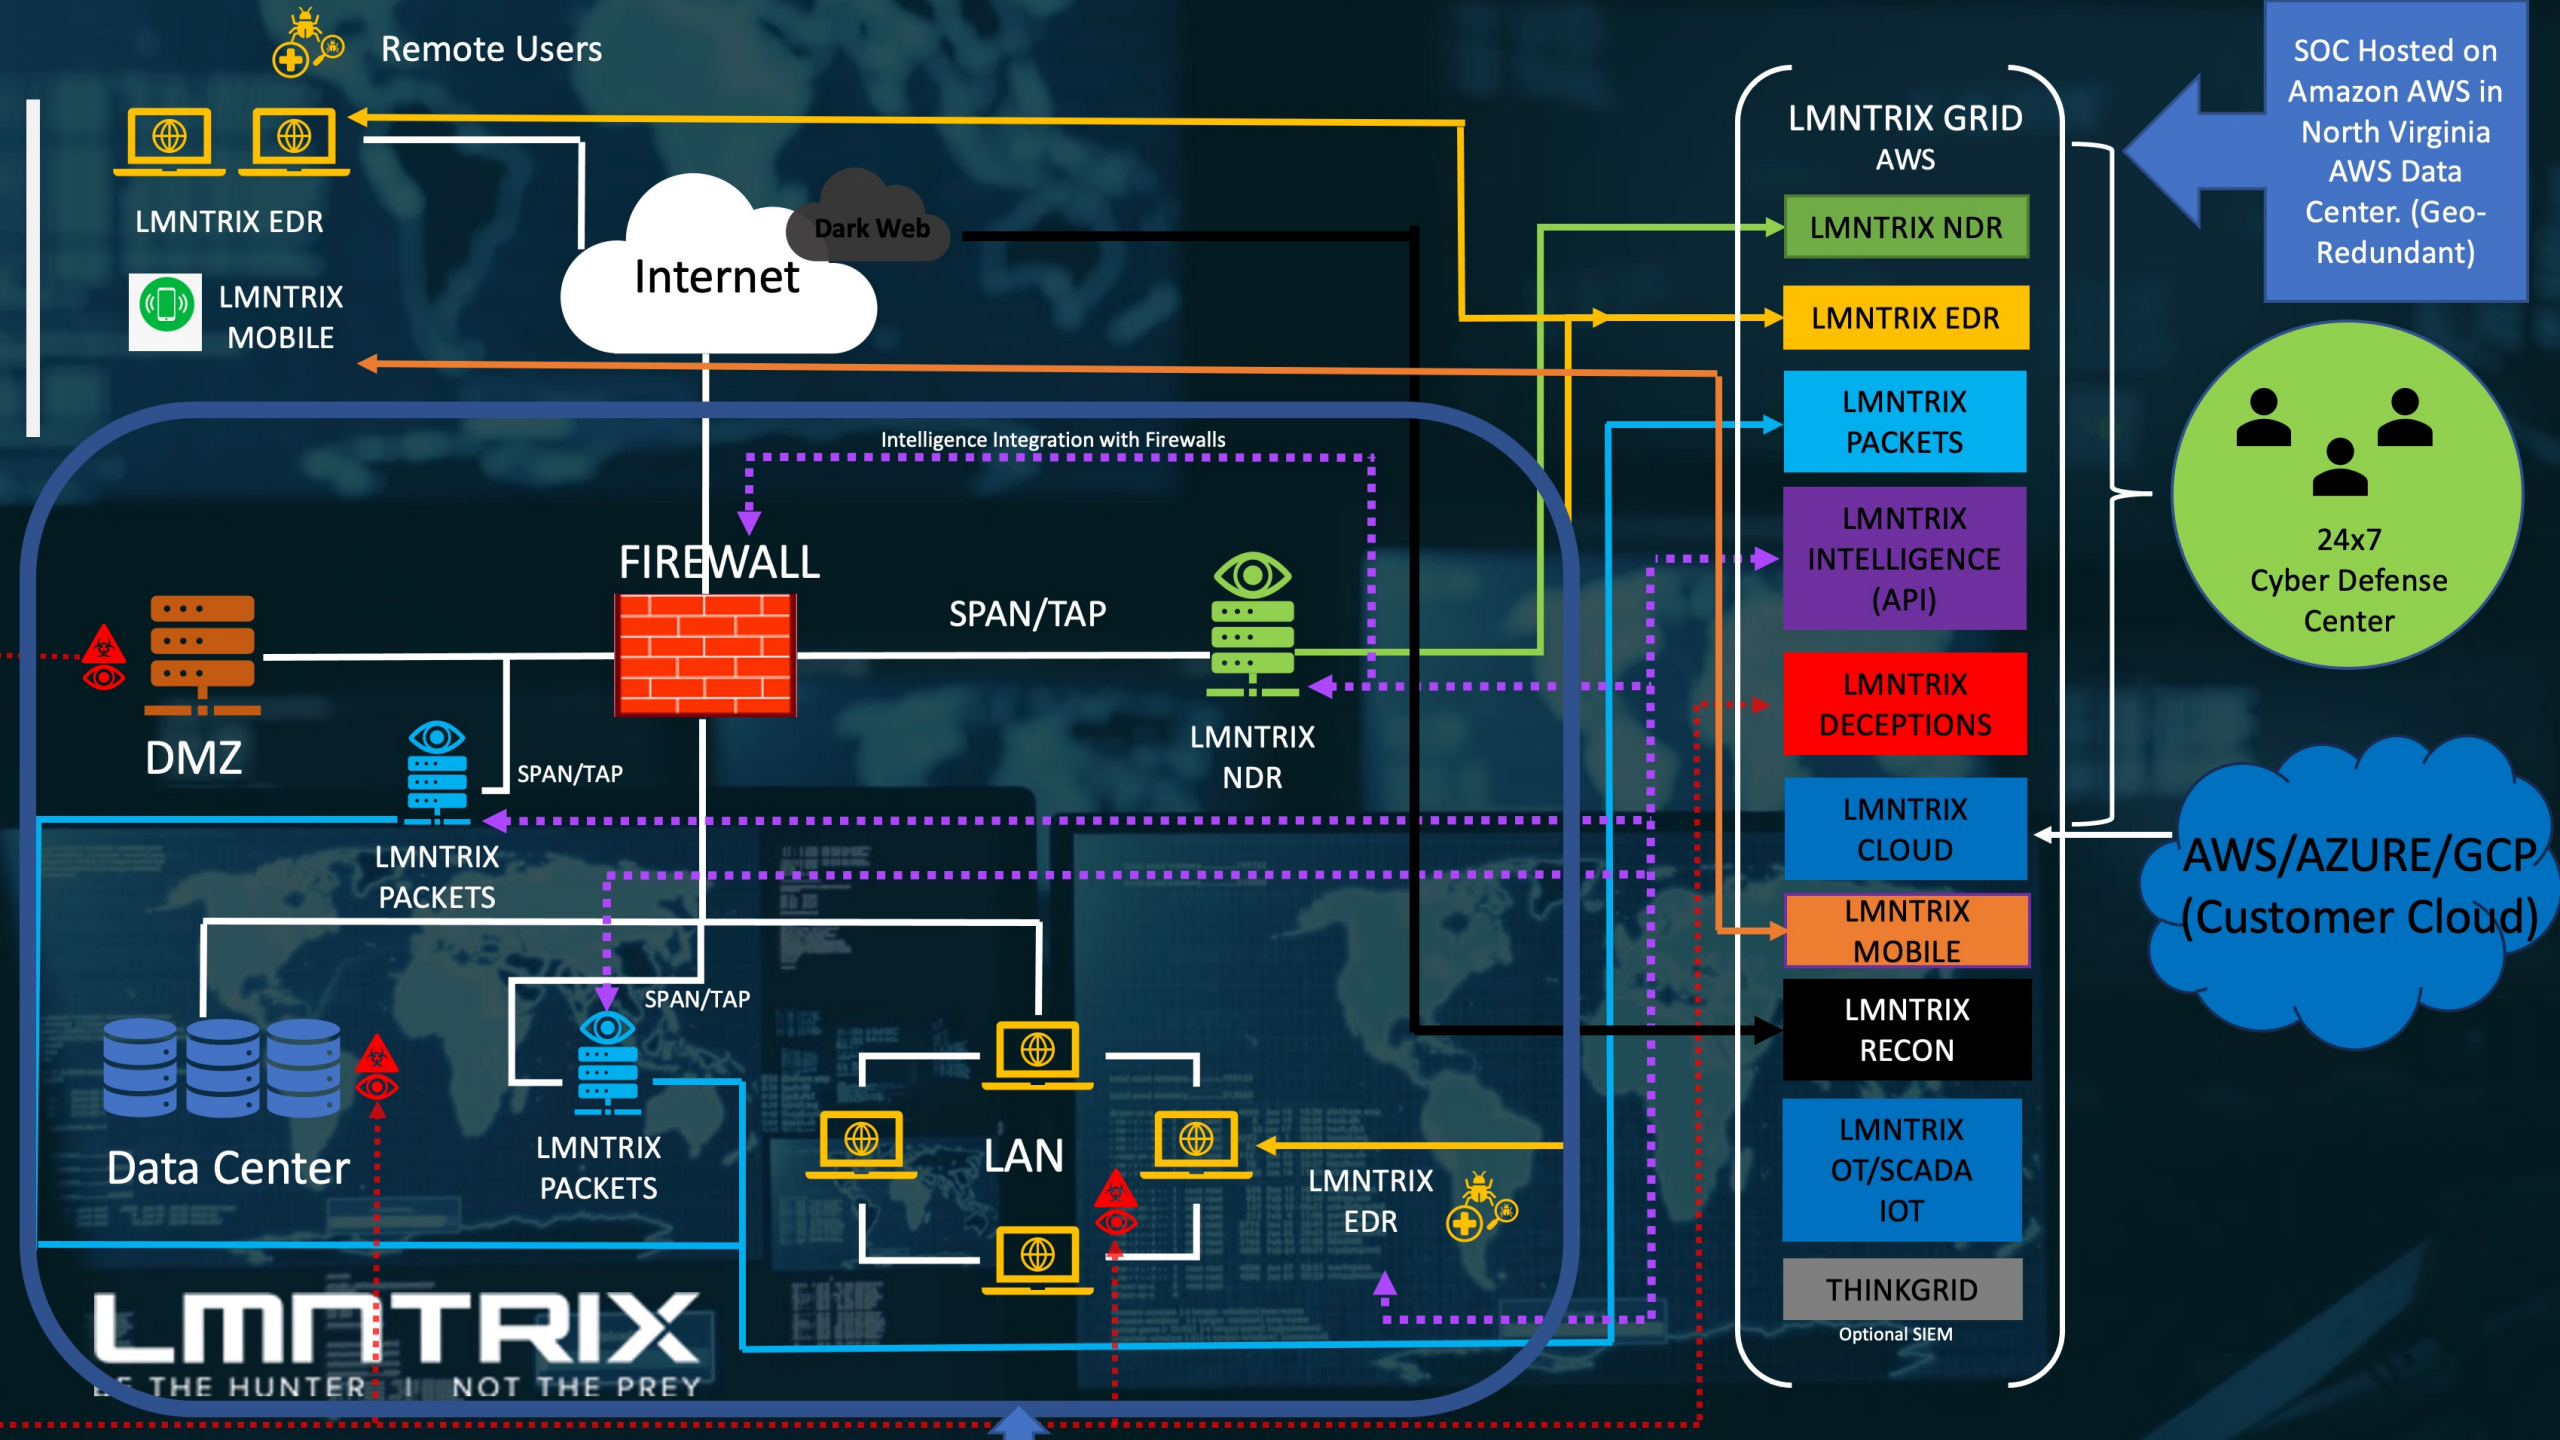 Remote Users
LMNTRIX EDR
LMNTRIX
MOBILE
Internet
Dark Web
Intelligence Integration with Firewalls
FIREWALL
SPAN/TAP
DMZ
SPAN/TAP
LMNTRIX
PACKETS
LMNTRIX
NDR
SPAN/TAP
Data Center
LMNTRIX
PACKETS
LAN
LMNTRIX
EDR
LMNTRIX
BE THE HUNTER | NOT THE PREY
LMNTRIX GRID
AWS
LMNTRIX NDR
LMNTRIX EDR
LMNTRIX
PACKETS
LMNTRIX
INTELLIGENCE
(API)
LMNTRIX
DECEPTIONS
LMNTRIX
CLOUD
LMNTRIX
MOBILE
LMNTRIX
RECON
LMNTRIX
OT/SCADA
IOT
THINKGRID
Optional SIEM
SOC Hosted on
Amazon AWS in
North Virginia
AWS Data
Center. (Geo-
Redundant)
24x7
Cyber Defense
Center
AWS/AZURE/GCP
(Customer Cloud)